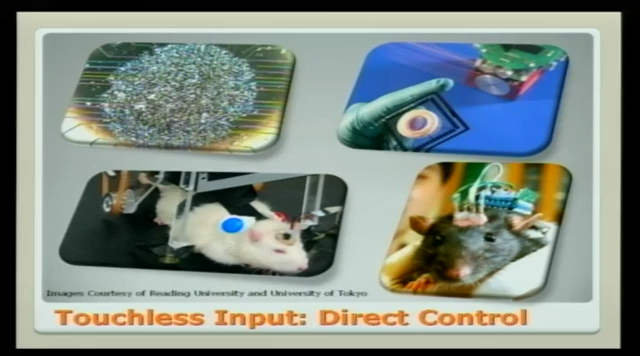 Images Courtesy of Reading University and University of Tokyo
Touchless Input: Direct Control